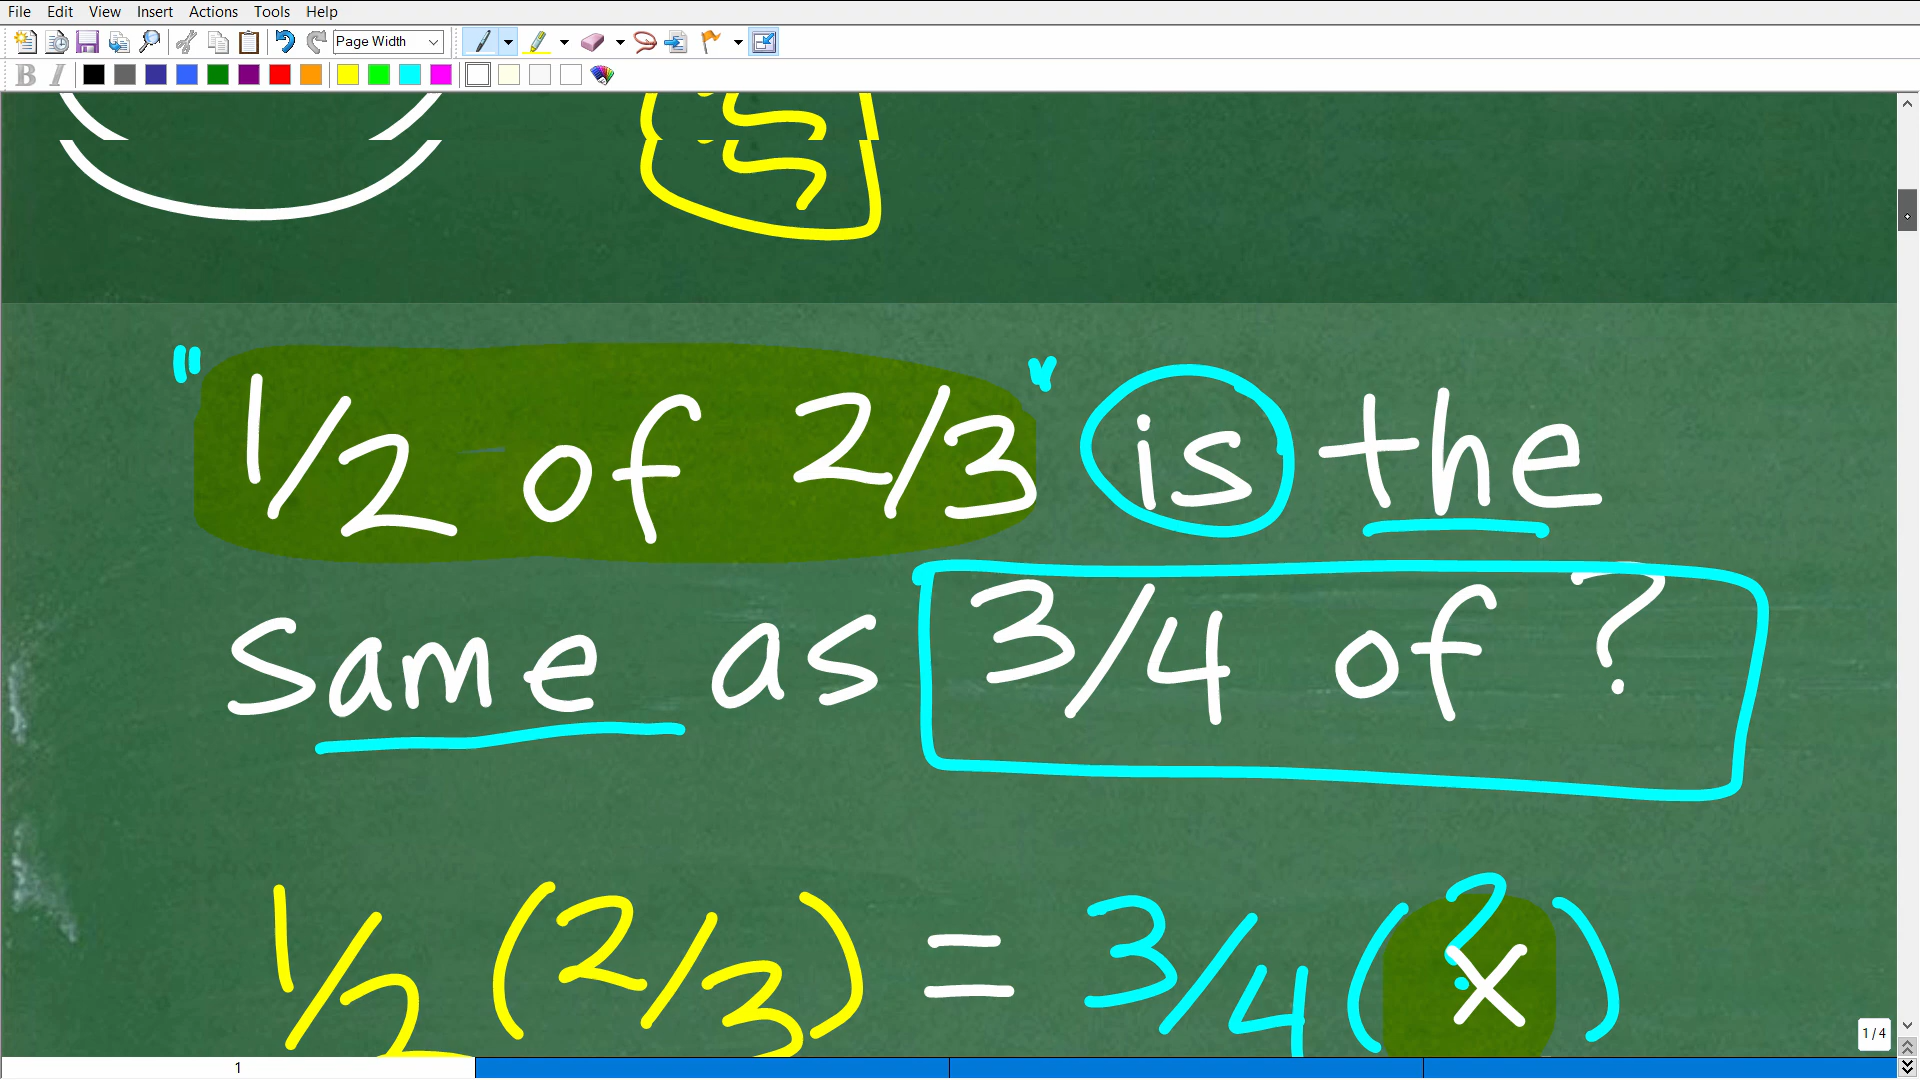 File Edit View Insert Actions Tools Help
Page Width
B I
" 1/2 of 2/3 " is the
same as 3/4 of ?
1/2 (2/3) = 3/4 (? x)
1/4
1